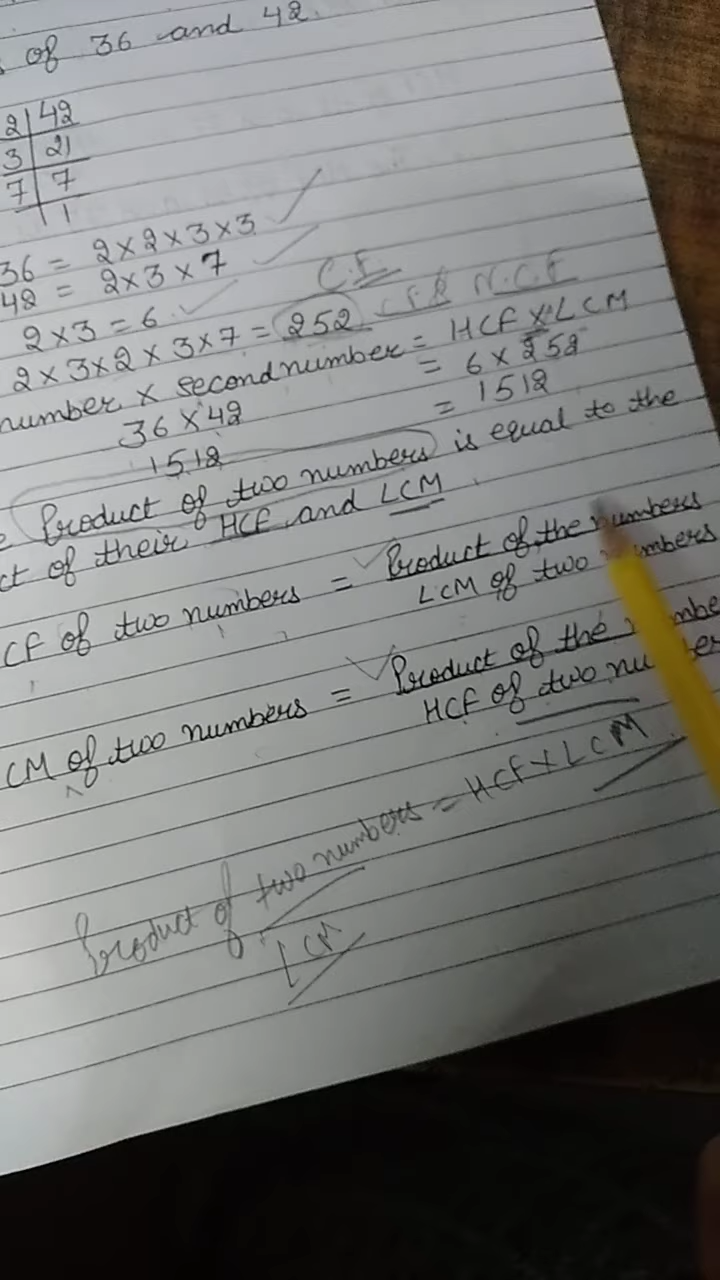 of 36 and 42.
2 | 42
3 | 21
7 | 7
1
36 = 2 × 2 × 3 × 3
42 = 2 × 3 × 7
2 × 3 = 6
C.F
2 × 3 × 2 × 3 × 7 = 252 N.C.F
number × second number = HCF × LCM
36 × 42 = 6 × 252
1512 = 1512
Product of two numbers is equal to the
ct of their HCF and LCM.
CF of two numbers = Product of the numbers
LCM of two numbers
CM of two numbers = Product of the numbe
HCF of two number
Product of two numbers = HCF × LCM
LCM